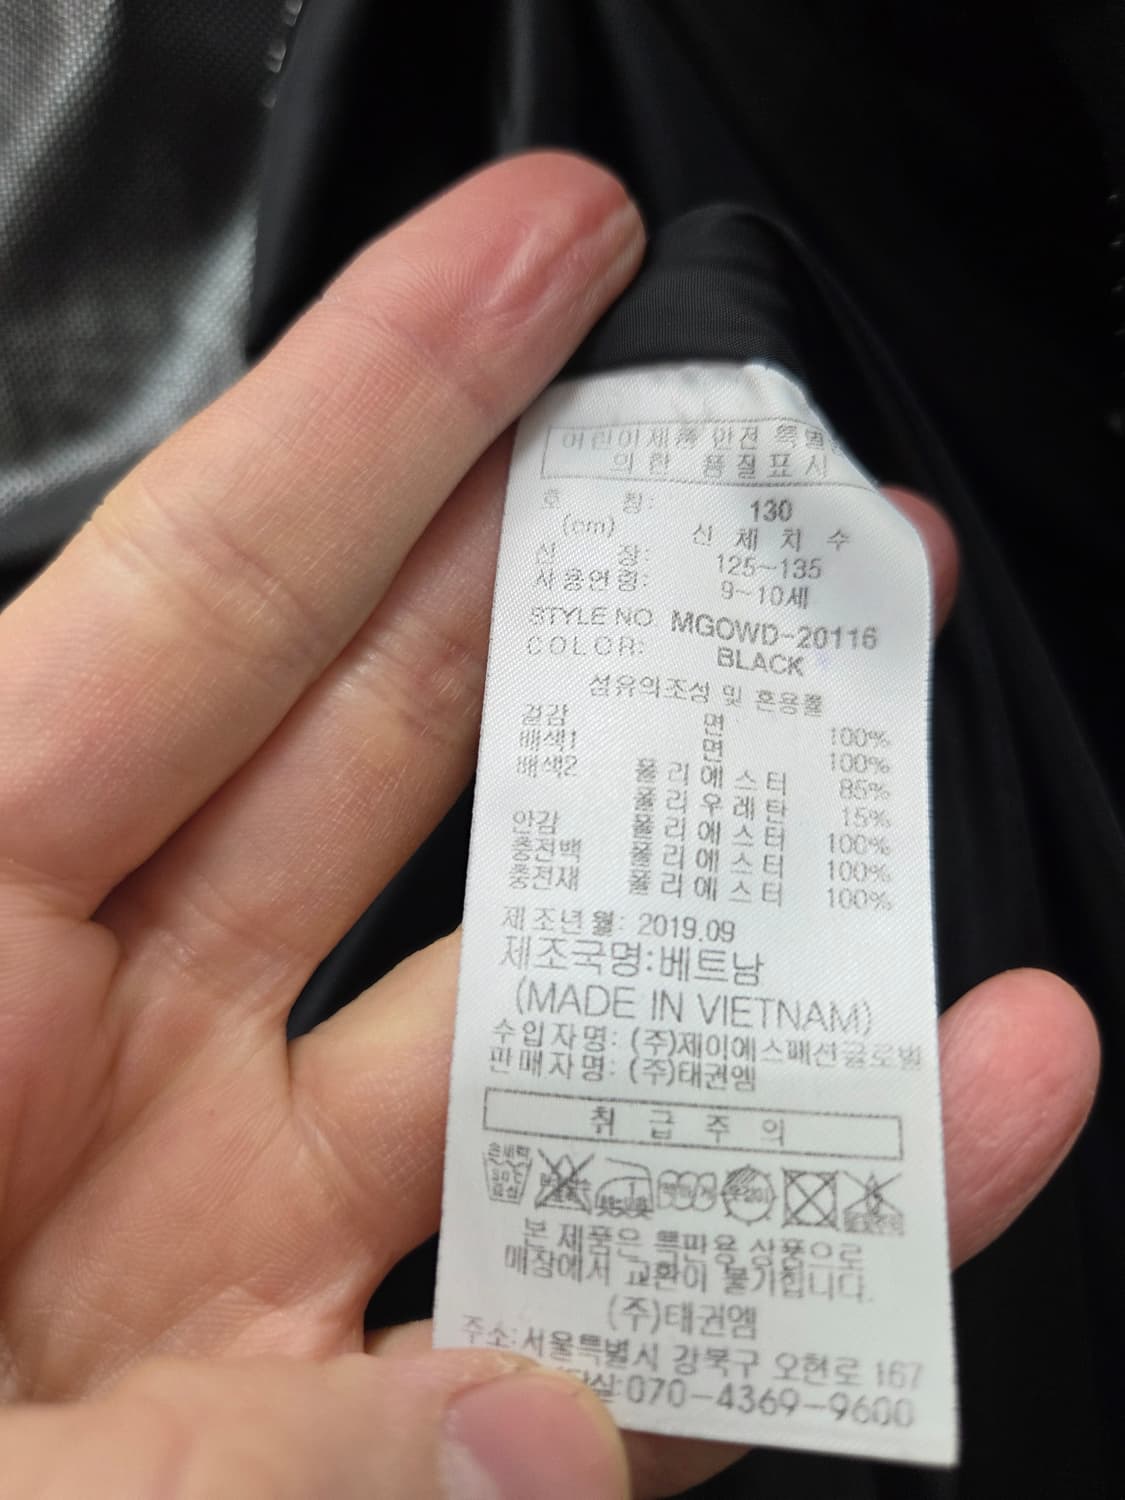 어린이제품 안전 특별
의한 품질표시
호 칭: 130
(cm) 신체치수
신 장: 125~135
사용연령: 9~10세
STYLE NO MGOWD-20116
COLOR: BLACK
섬유의조성 및 혼용률
겉감 면 100%
배색1 면 100%
배색2 폴리에스터 85%
폴리우레탄 15%
안감 폴리에스터 100%
충전백 폴리에스터 100%
충전재 폴리에스터 100%
제조년월: 2019.09
제조국명:베트남
(MADE IN VIETNAM)
수입자명: (주)제이에스패션글로벌
판매자명: (주)태권엠
취급주의
손세탁
30℃
중성
본 제품은 특판용 상품으로
매장에서 교환이 불가합니다.
(주)태권엠
주소:서울특별시 강북구 오현로 167
담실:070-4369-9600